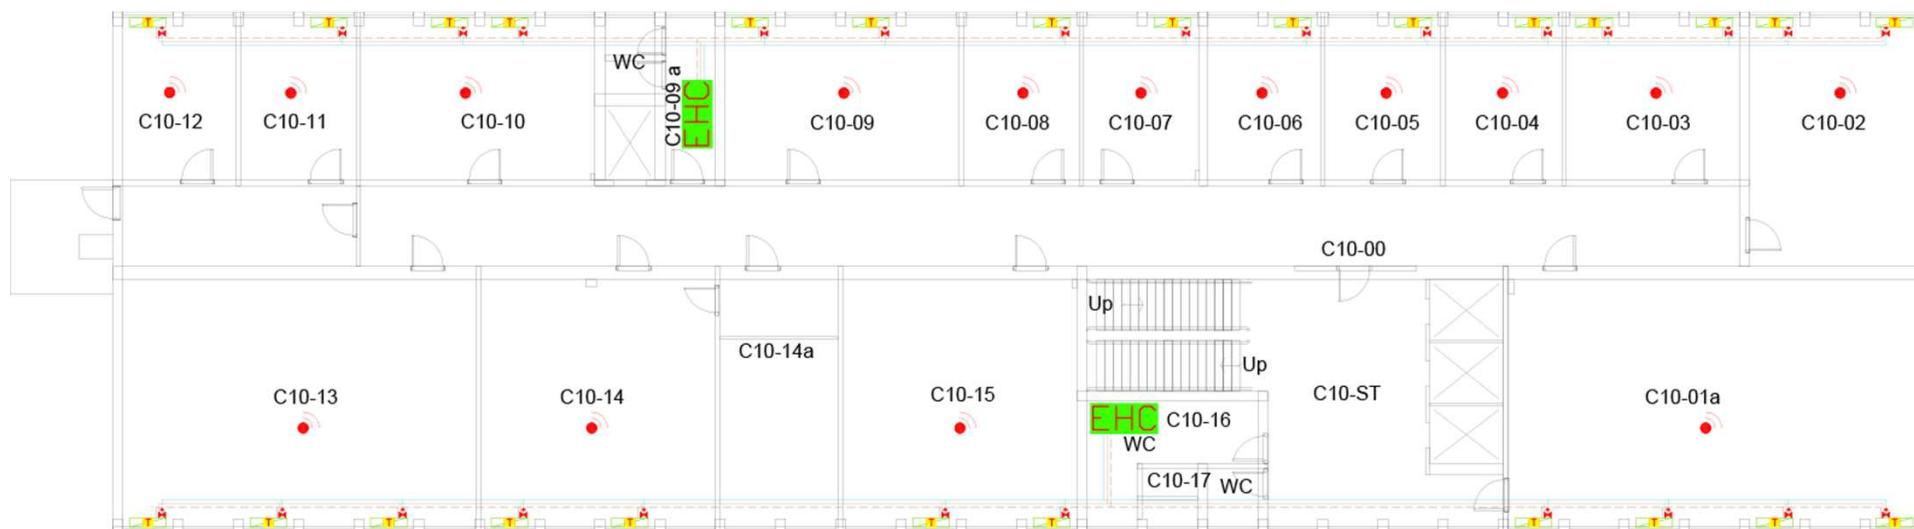 T T T T T T T T T T T T T T
WC
C10-09 a
EHC
C10-12 C10-11 C10-10 C10-09 C10-08 C10-07 C10-06 C10-05 C10-04 C10-03 C10-02
C10-00
Up
C10-14a
Up
C10-13 C10-14 C10-15 C10-ST C10-01a
EHC C10-16
WC
C10-17 WC
T T T T T T T T T T T